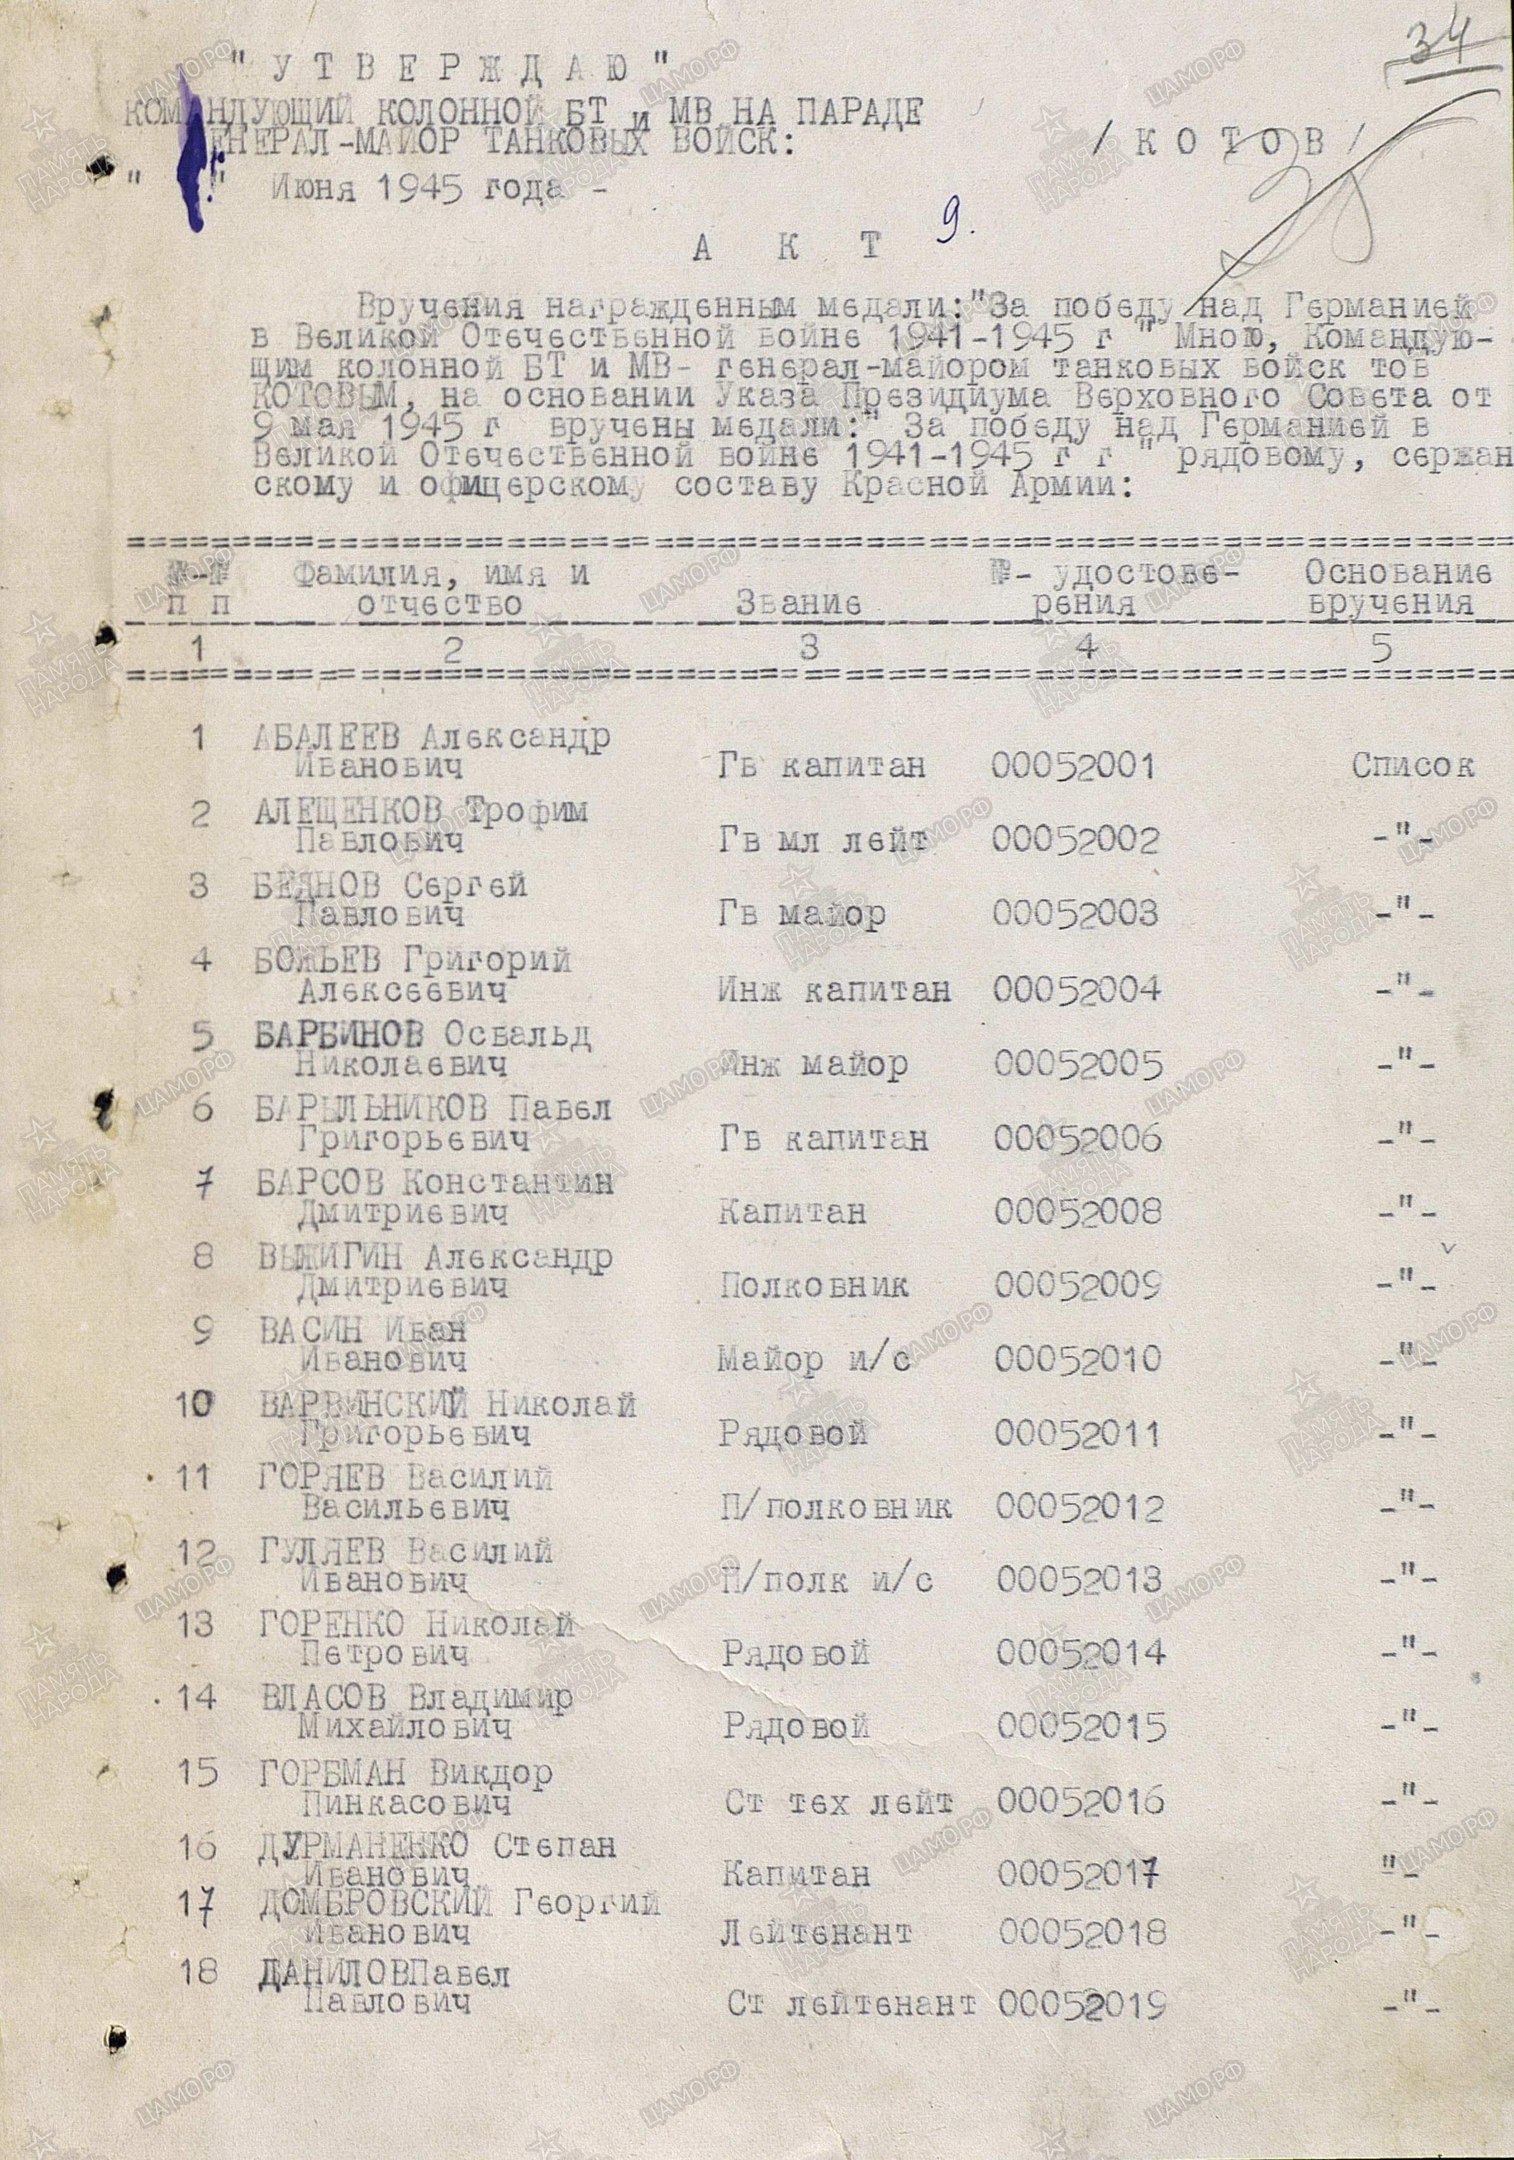 34
"УТВЕРЖДАЮ"
КОМАНДУЮЩИЙ КОЛОННОЙ БТ и МВ НА ПАРАДЕ
ГЕНЕРАЛ-МАЙОР ТАНКОВЫХ ВОЙСК: /КОТОВ/
" " Июня 1945 года -
АКТ 9.
Вручения награжденным медали:"За победу над Германией
в Великой Отечественной войне 1941-1945 г " Мною, Командую-
щим колонной БТ и МВ- генерал-майором танковых войск тов
КОТОВЫМ, на основании Указа Президиума Верховного Совета от
9 мая 1945 г вручены медали:" За победу над Германией в
Великой Отечественной войне 1941-1945 г г " рядовому, сержан
скому и офицерскому составу Красной Армии:
№-№ Фамилия, имя и №- удостове- Основание
п п отчество Звание рения вручения
1 2 3 4 5
1 АБАЛЕЕВ Александр
Иванович Гв капитан 00052001 Список
2 АЛЕЩЕНКОВ Трофим
Павлович Гв мл лейт 00052002 -"-
3 БЕДНОВ Сергей
Павлович Гв майор 00052003 -"-
4 БОЖЬЕВ Григорий
Алексеевич Инж капитан 00052004 -"-
5 БАРБИНОВ Освальд
Николаевич Инж майор 00052005 -"-
6 БАРЫЛЬНИКОВ Павел
Григорьевич Гв капитан 00052006 -"-
7 БАРСОВ Константин
Дмитриевич Капитан 00052008 -"-
8 ВЫЖИГИН Александр
Дмитриевич Полковник 00052009 -"-
9 ВАСИН Иван
Иванович Майор и/с 00052010 -"-
10 ВАРВИНСКИЙ Николай
Григорьевич Рядовой 00052011 -"-
11 ГОРЯЕВ Василий
Васильевич П/полковник 00052012 -"-
12 ГУЛЯЕВ Василий
Иванович П/полк и/с 00052013 -"-
13 ГОРЕНКО Николай
Петрович Рядовой 00052014 -"-
14 ВЛАСОВ Владимир
Михайлович Рядовой 00052015 -"-
15 ГОРБМАН Викдор
Пинкасович Ст тех лейт 00052016 -"-
16 ДУРМАНЕНКО Степан
Иванович Капитан 00052017 "-
17 ДОМБРОВСКИЙ Георгий
Иванович Лейтенант 00052018 -"-
18 ДАНИЛОВПавел
Павлович Ст лейтенант 00052019 -"-